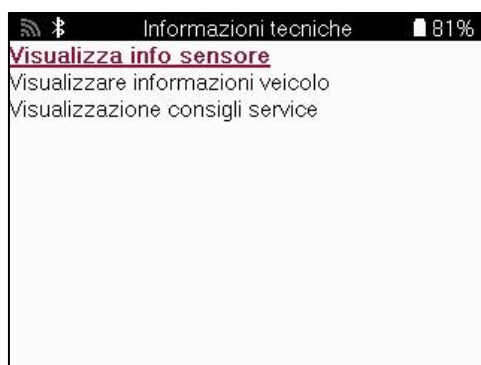 Informazioni tecniche 81%
Visualizza info sensore
Visualizzare informazioni veicolo
Visualizzazione consigli service